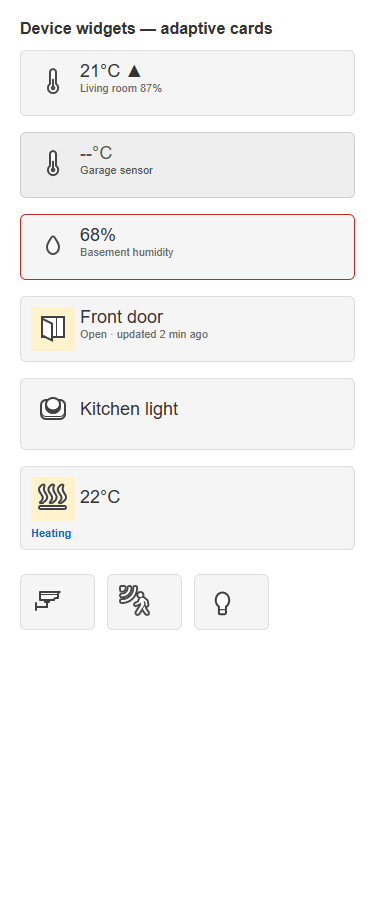 Device widgets — adaptive cards
21°C ▲
Living room 87%
--°C
Garage sensor
68%
Basement humidity
Front door
Open · updated 2 min ago
Kitchen light
22°C
Heating